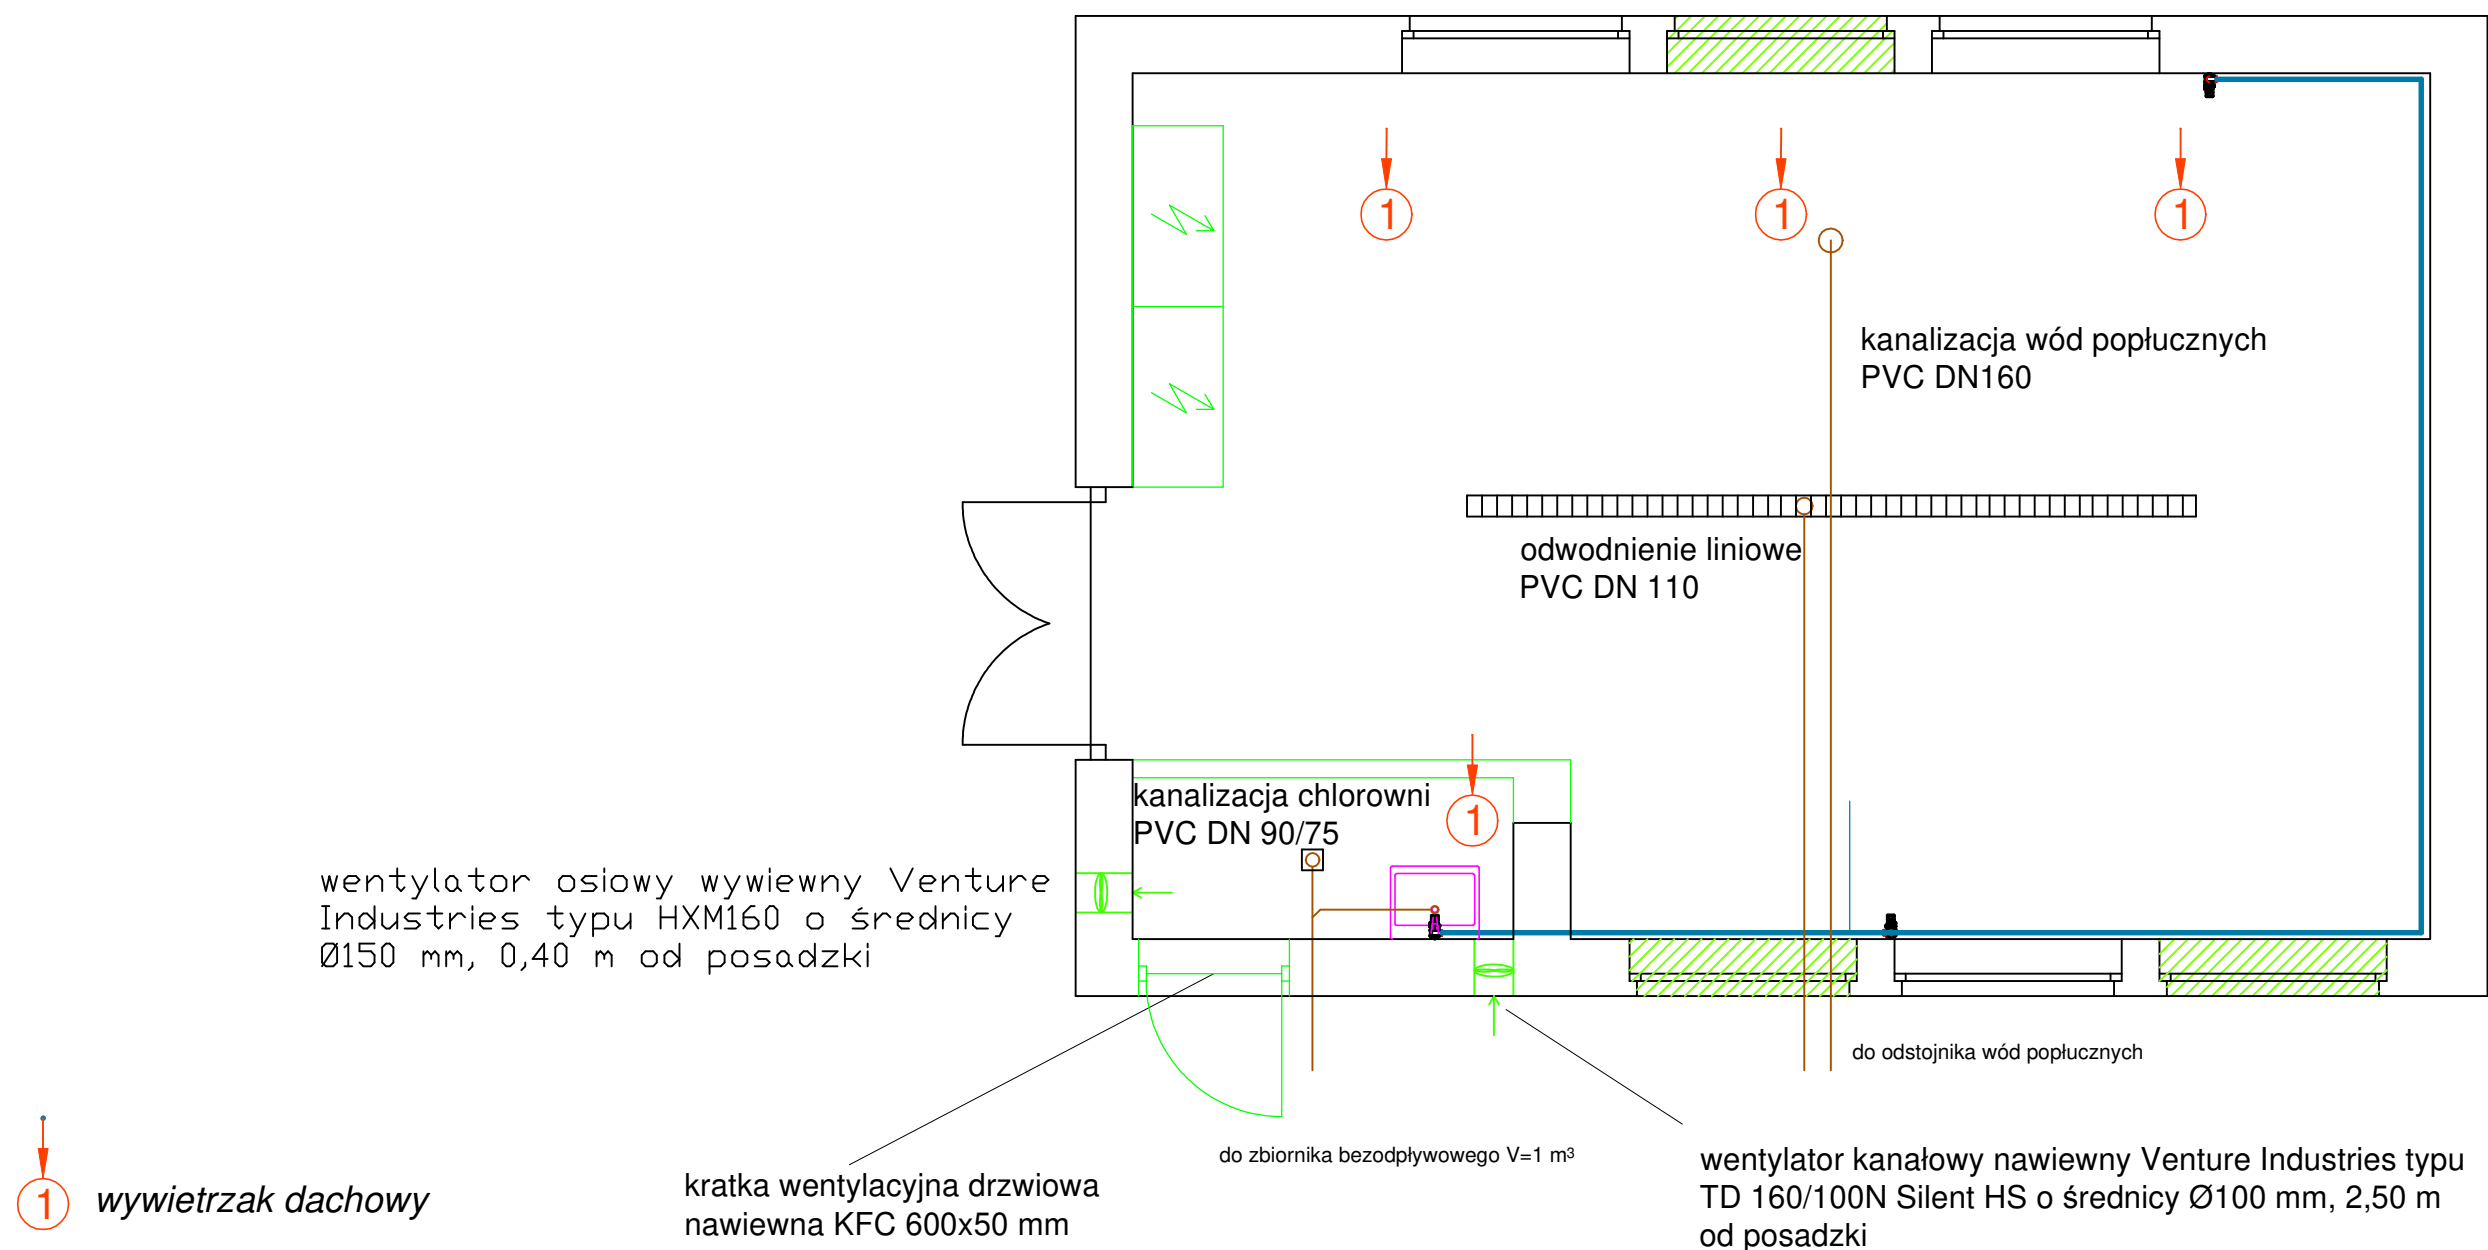 1
1
1
kanalizacja wód popłucznych
PVC DN160
odwodnienie liniowe
PVC DN 110
kanalizacja chlorowni
PVC DN 90/75
1
wentylator osiowy wywiewny Venture
Industries typu HXM160 o średnicy
Ø150 mm, 0,40 m od posadzki
do odstojnika wód popłucznych
do zbiornika bezodpływowego V=1 m³
1 wywietrzak dachowy
kratka wentylacyjna drzwiowa
nawiewna KFC 600x50 mm
wentylator kanałowy nawiewny Venture Industries typu
TD 160/100N Silent HS o średnicy Ø100 mm, 2,50 m
od posadzki